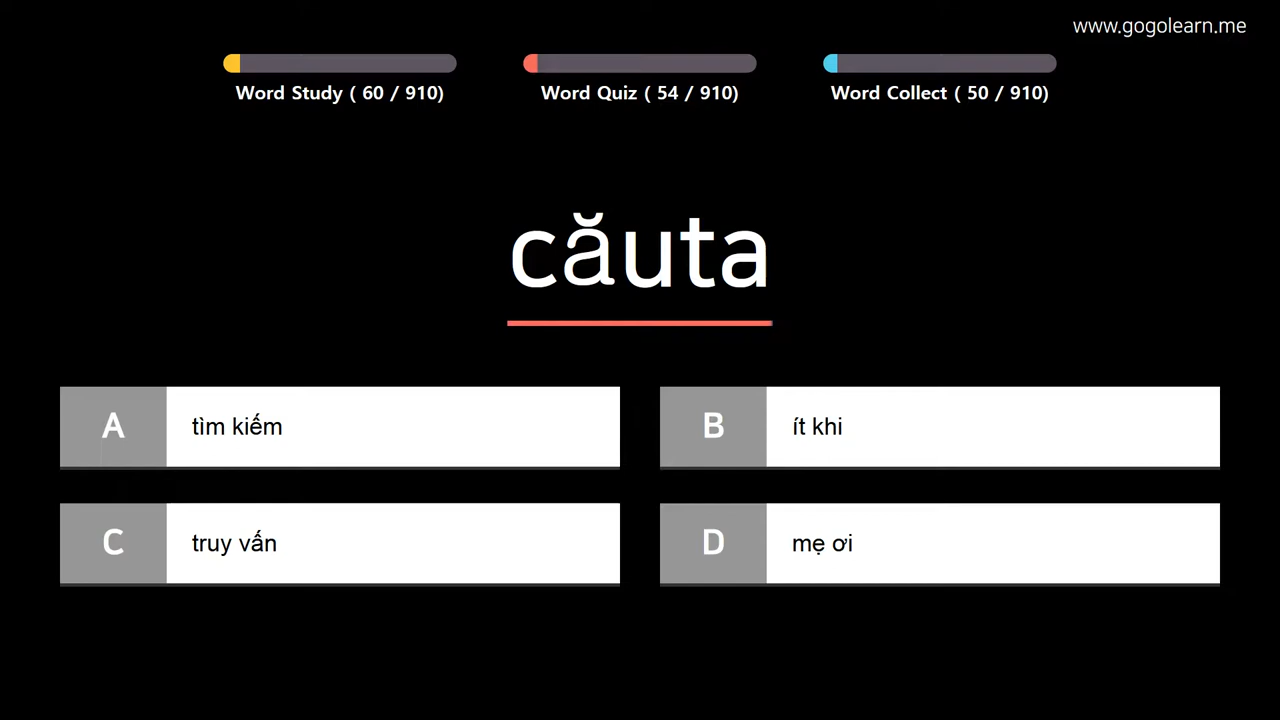 www.gogolearn.me
Word Study ( 60 / 910)
Word Quiz ( 54 / 910)
Word Collect ( 50 / 910)
căuta
A
tìm kiếm
B
ít khi
C
truy vấn
D
mẹ ơi